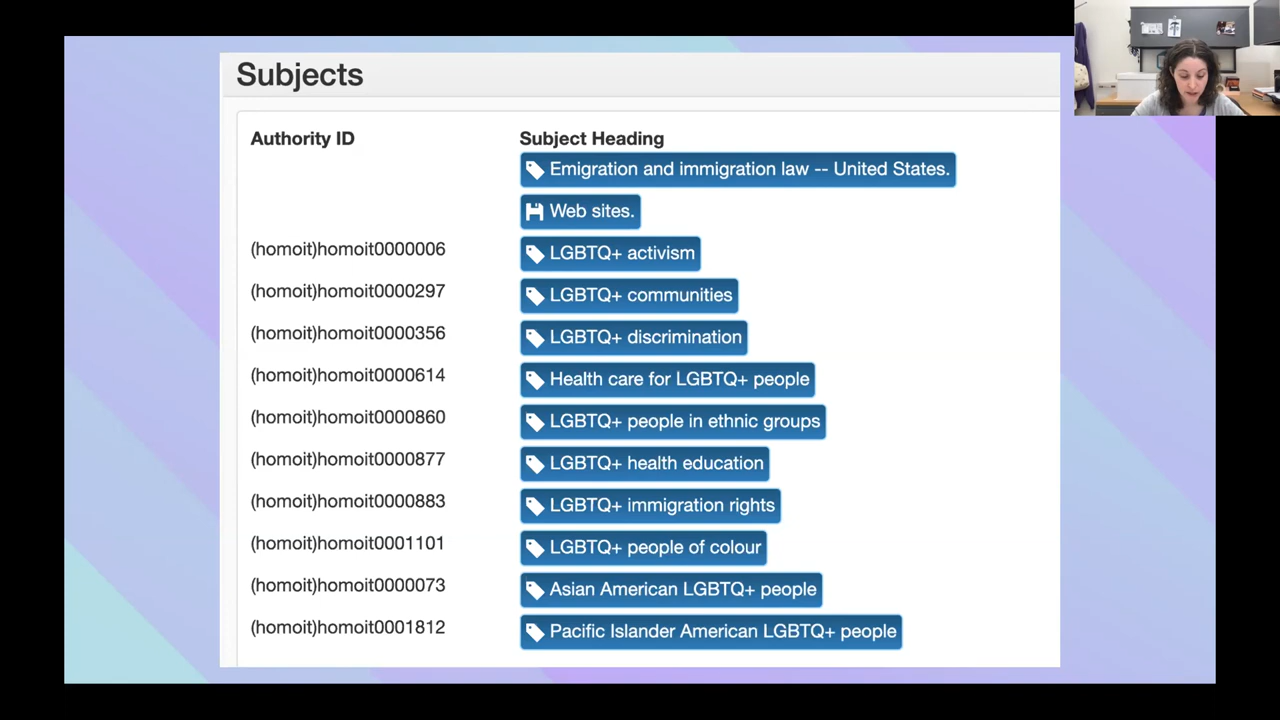 Subjects
Authority ID Subject Heading
Emigration and immigration law -- United States.
Web sites.
(homoit)homoit0000006 LGBTQ+ activism
(homoit)homoit0000297 LGBTQ+ communities
(homoit)homoit0000356 LGBTQ+ discrimination
(homoit)homoit0000614 Health care for LGBTQ+ people
(homoit)homoit0000860 LGBTQ+ people in ethnic groups
(homoit)homoit0000877 LGBTQ+ health education
(homoit)homoit0000883 LGBTQ+ immigration rights
(homoit)homoit0001101 LGBTQ+ people of colour
(homoit)homoit0000073 Asian American LGBTQ+ people
(homoit)homoit0001812 Pacific Islander American LGBTQ+ people